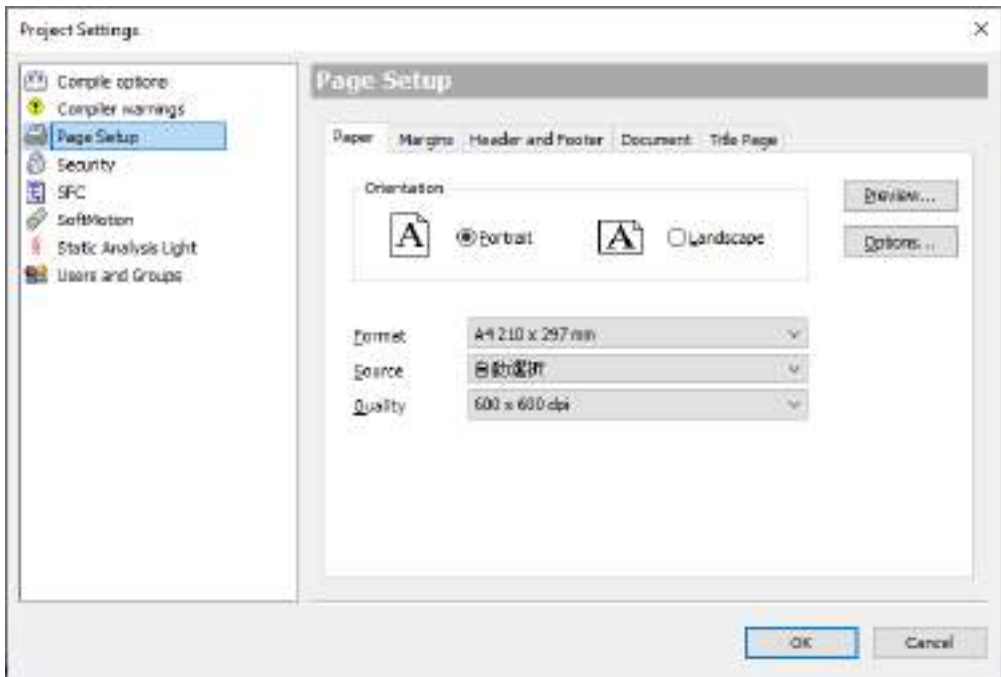 Project Settings
Compile options
Compiler warnings
Page Setup
Security
SFC
SoftMotion
Static Analysis Light
Users and Groups
Page Setup
Paper Margins Header and Footer Document Title Page
Orientation
A Portrait A Landscape
Preview...
Options...
Format A4 210 x 297 mm
Source 自動選択
Quality 600 x 600 dpi
OK Cancel